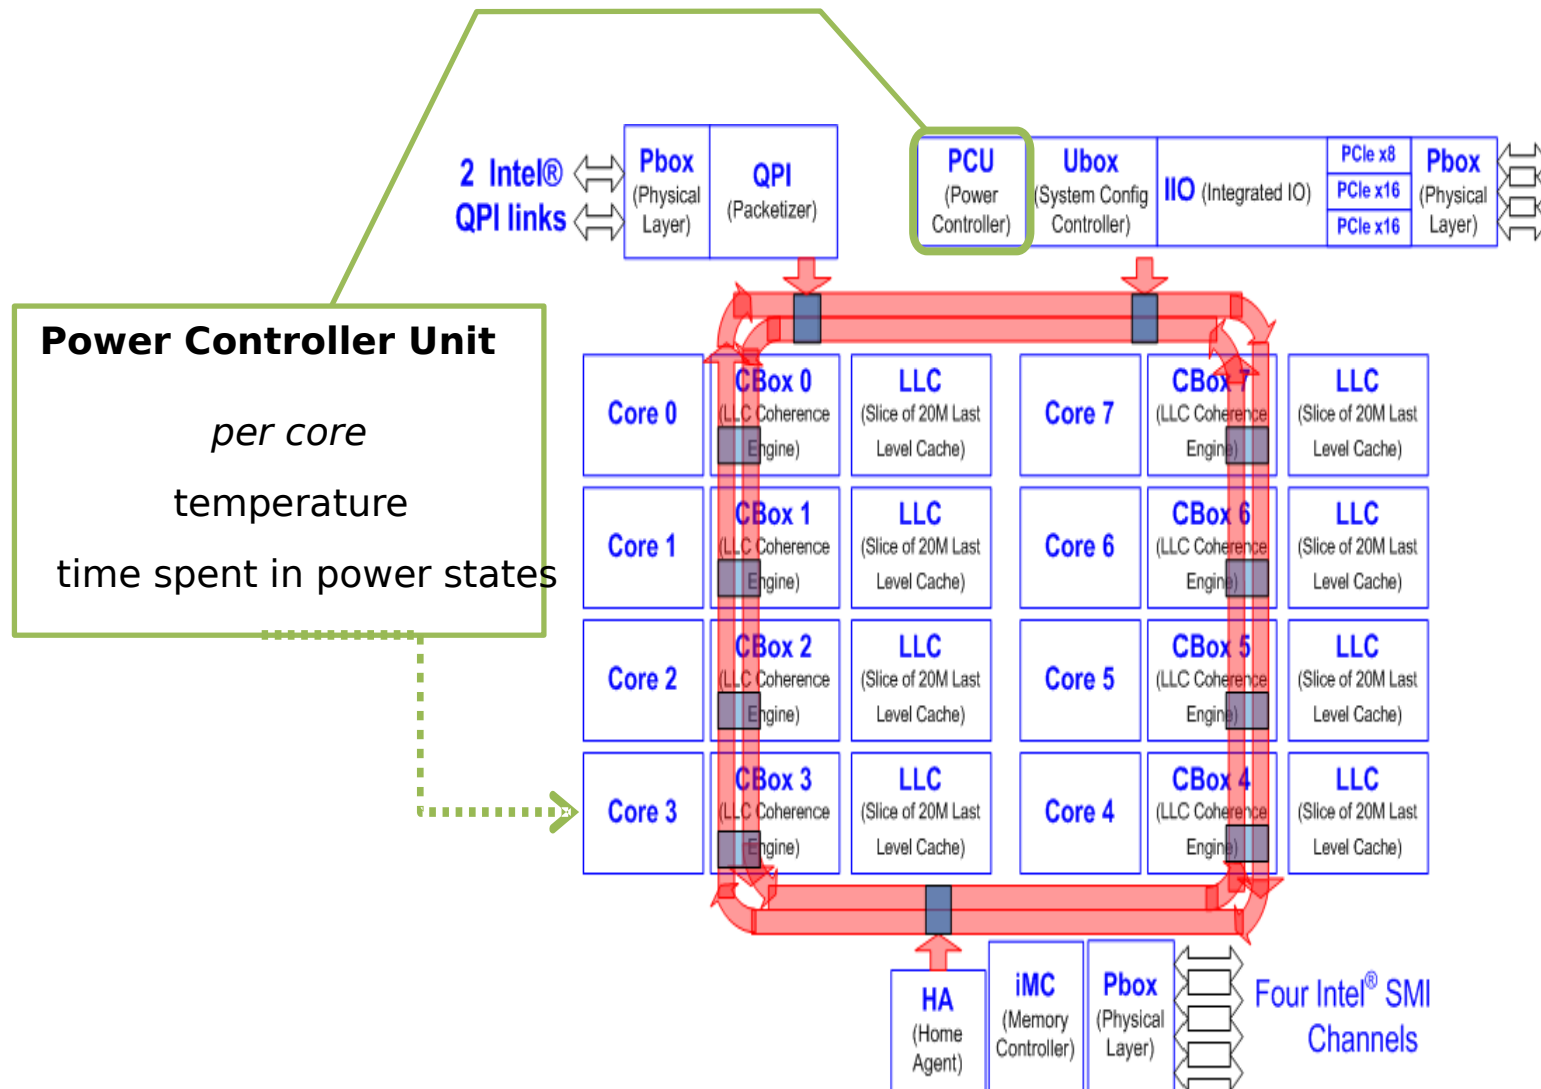 2 Intel®
QPI links
Pbox
(Physical
Layer)
QPI
(Packetizer)
PCU
(Power
Controller)
Ubox
(System Config
Controller)
IIO (Integrated IO)
PCIe x8
PCIe x16
PCIe x16
Pbox
(Physical
Layer)
Power Controller Unit
per core
temperature
time spent in power states
Core 0
CBox 0
(LLC Coherence
Engine)
LLC
(Slice of 20M Last
Level Cache)
Core 7
CBox 7
(LLC Coherence
Engine)
LLC
(Slice of 20M Last
Level Cache)
Core 1
CBox 1
(LLC Coherence
Engine)
LLC
(Slice of 20M Last
Level Cache)
Core 6
CBox 6
(LLC Coherence
Engine)
LLC
(Slice of 20M Last
Level Cache)
Core 2
CBox 2
(LLC Coherence
Engine)
LLC
(Slice of 20M Last
Level Cache)
Core 5
CBox 5
(LLC Coherence
Engine)
LLC
(Slice of 20M Last
Level Cache)
Core 3
CBox 3
(LLC Coherence
Engine)
LLC
(Slice of 20M Last
Level Cache)
Core 4
CBox 4
(LLC Coherence
Engine)
LLC
(Slice of 20M Last
Level Cache)
HA
(Home
Agent)
iMC
(Memory
Controller)
Pbox
(Physical
Layer)
Four Intel® SMI
Channels